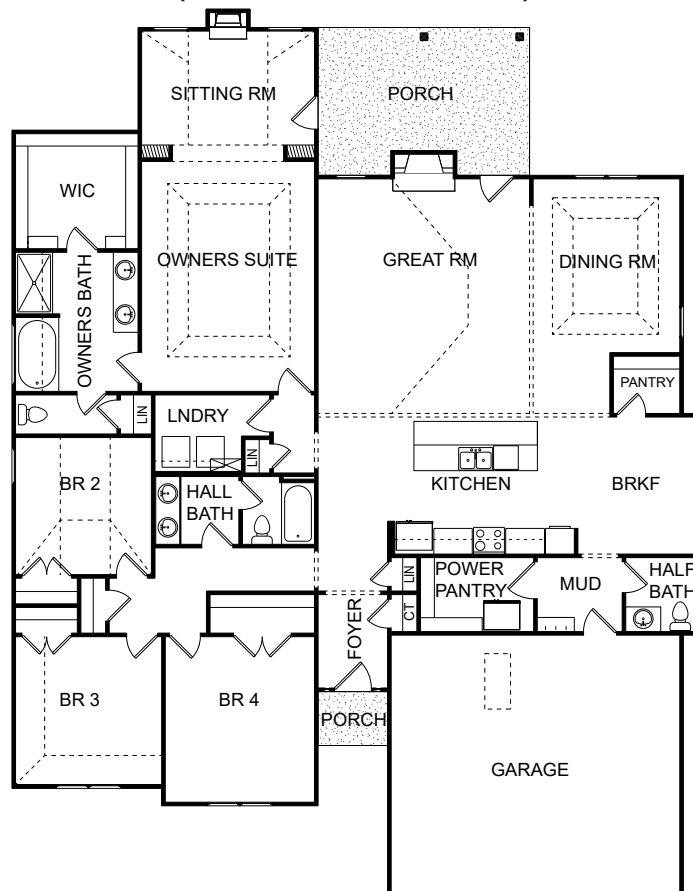 SITTING RM
PORCH
WIC
OWNERS SUITE
GREAT RM
DINING RM
OWNERS BATH
PANTRY
LIN
LNDRY
LIN
KITCHEN
BRKF
BR 2
HALL
BATH
LIN
POWER
PANTRY
MUD
HALF
BATH
CT
FOYER
BR 3
BR 4
PORCH
GARAGE